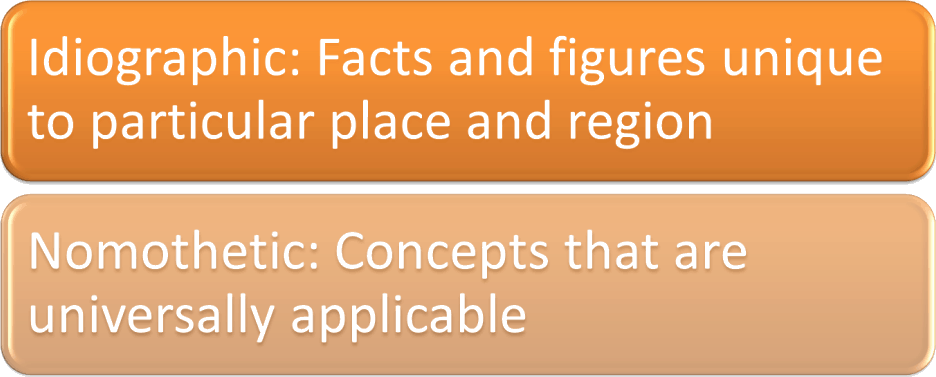 Idiographic: Facts and figures unique
to particular place and region
Nomothetic: Concepts that are
universally applicable